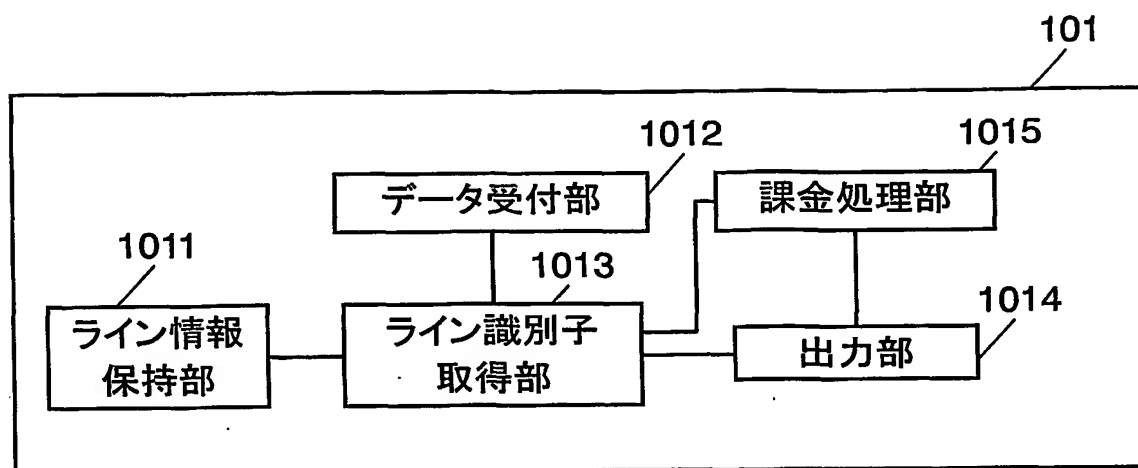 101
1012
1015
データ受付部
課金処理部
1011
1013
1014
ライン情報
保持部
ライン識別子
取得部
出力部